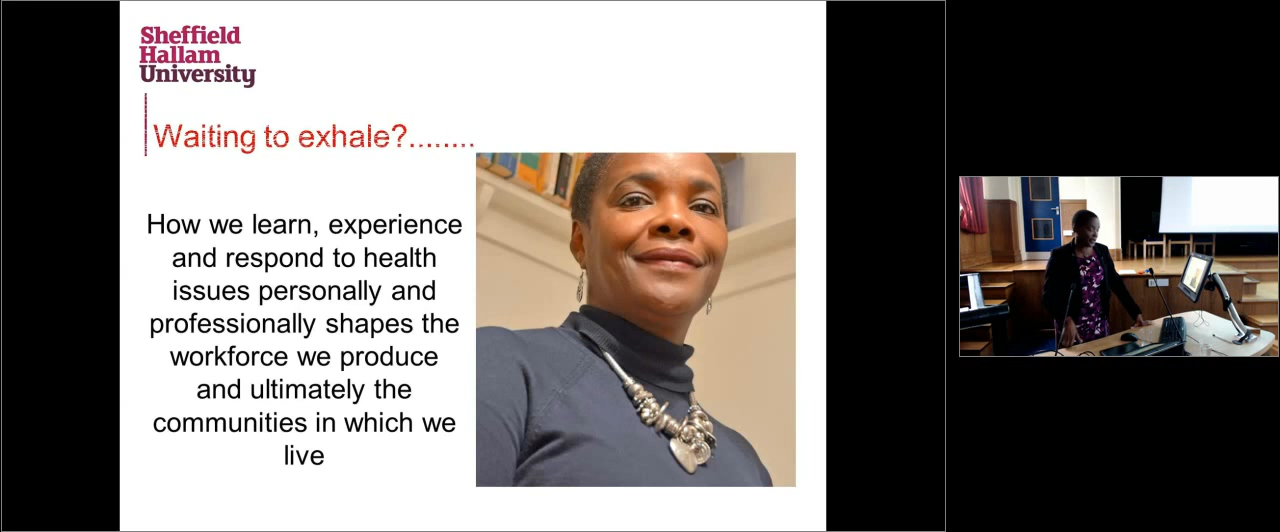 Sheffield
Hallam
University
Waiting to exhale?........
How we learn, experience
and respond to health
issues personally and
professionally shapes the
workforce we produce
and ultimately the
communities in which we
live